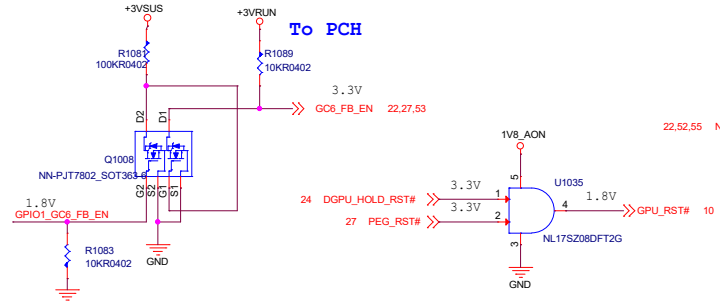 +3VSUS
+3VRUN
To PCH
R1081
100KR0402
R1089
10KR0402
3.3V
GC6_FB_EN 22,27,53
D2
D1
Q1008
NN-PJT7802_SOT363-6
G2
S2
G1
S1
1.8V
GPIO1_GC6_FB_EN
R1083
10KR0402
GND
1V8_AON
22,52,55 N
5
U1035
24 DGPU_HOLD_RST#
3.3V
1
27 PEG_RST#
3.3V
2
4
1.8V
GPU_RST# 10
3
NL17SZ08DFT2G
GND